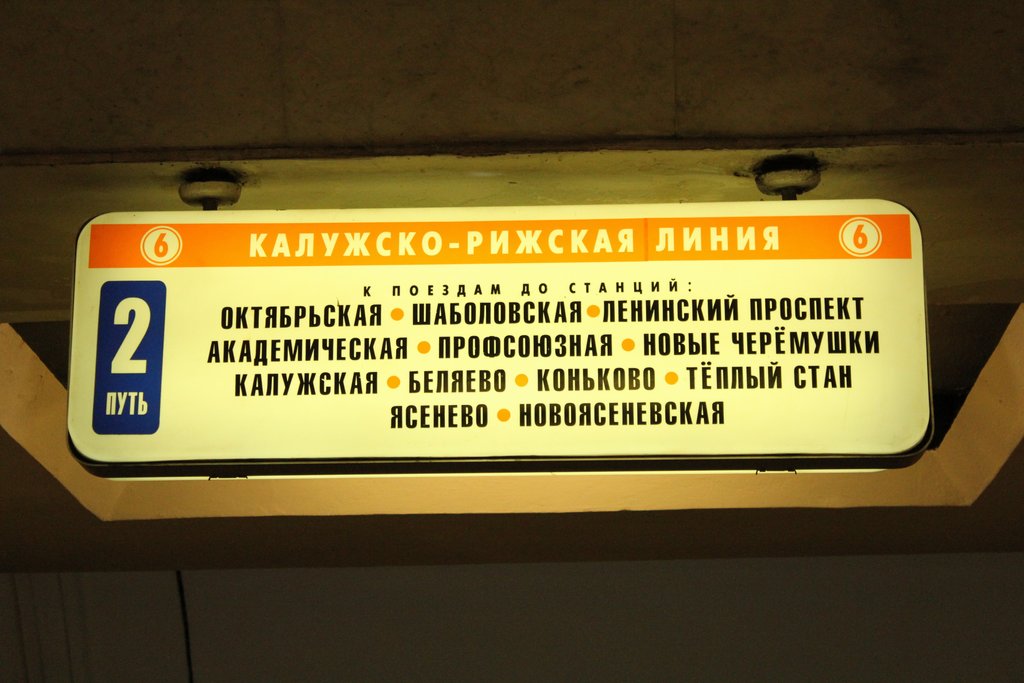 6 КАЛУЖСКО-РИЖСКАЯ ЛИНИЯ 6
2
ПУТЬ
К ПОЕЗДАМ ДО СТАНЦИЙ:
ОКТЯБРЬСКАЯ • ШАБОЛОВСКАЯ • ЛЕНИНСКИЙ ПРОСПЕКТ
АКАДЕМИЧЕСКАЯ • ПРОФСОЮЗНАЯ • НОВЫЕ ЧЕРЁМУШКИ
КАЛУЖСКАЯ • БЕЛЯЕВО • КОНЬКОВО • ТЁПЛЫЙ СТАН
ЯСЕНЕВО • НОВОЯСЕНЕВСКАЯ